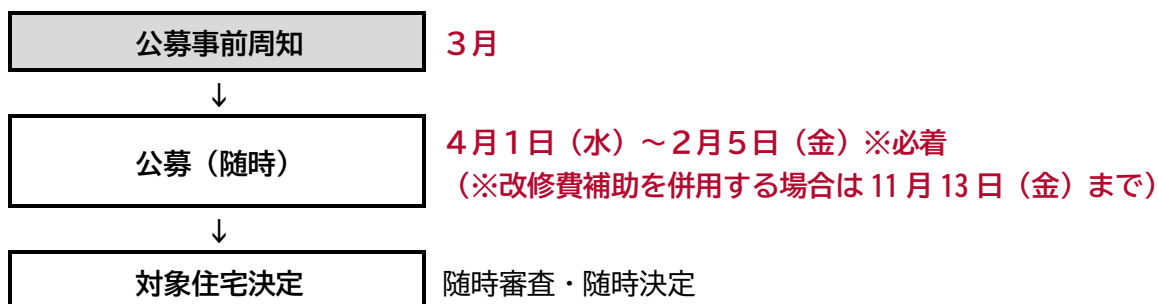 公募事前周知 3月
↓
公募(随時)
4月1日(水)~2月5日(金)※必着
(※改修費補助を併用する場合は 11 月 13 日(金)まで)
↓
対象住宅決定 随時審査・随時決定